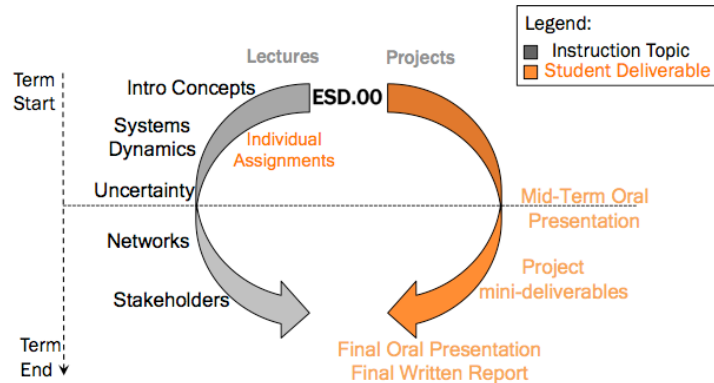 Legend:
Instruction Topic
Student Deliverable
Lectures
Projects
Term
Start
Intro Concepts
ESD.00
Systems
Dynamics
Individual
Assignments
Uncertainty
Mid-Term Oral
Presentation
Networks
Project
mini-deliverables
Stakeholders
Term
End
Final Oral Presentation
Final Written Report